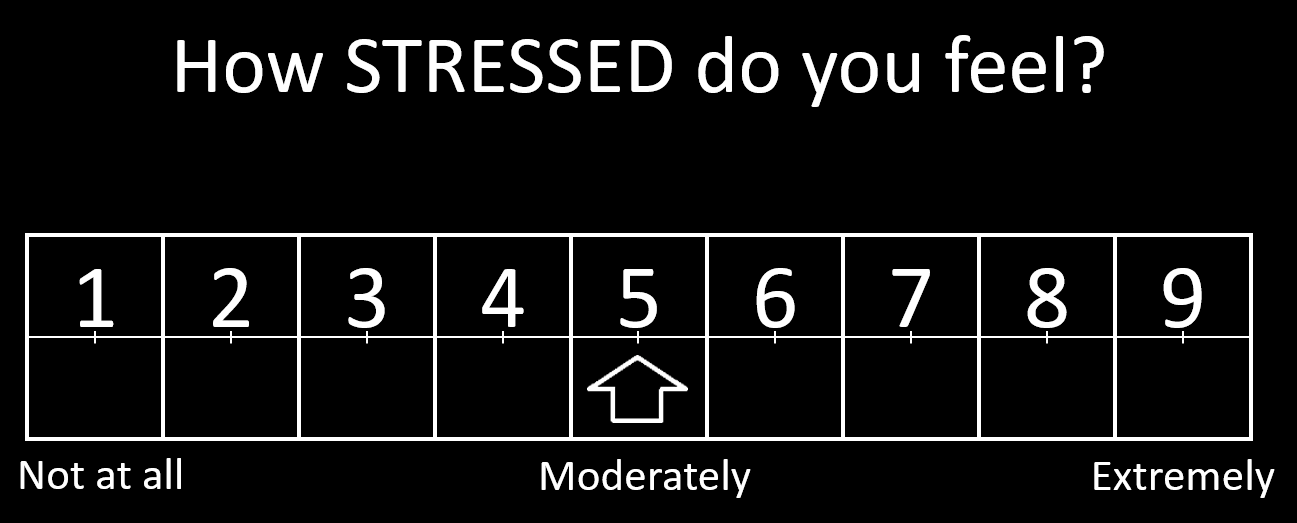 How STRESSED do you feel?
1 2 3 4 5 6 7 8 9
Not at all Moderately Extremely